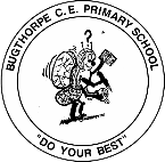 BUGTHORPE C.E. PRIMARY SCHOOL
?
"DO YOUR BEST"